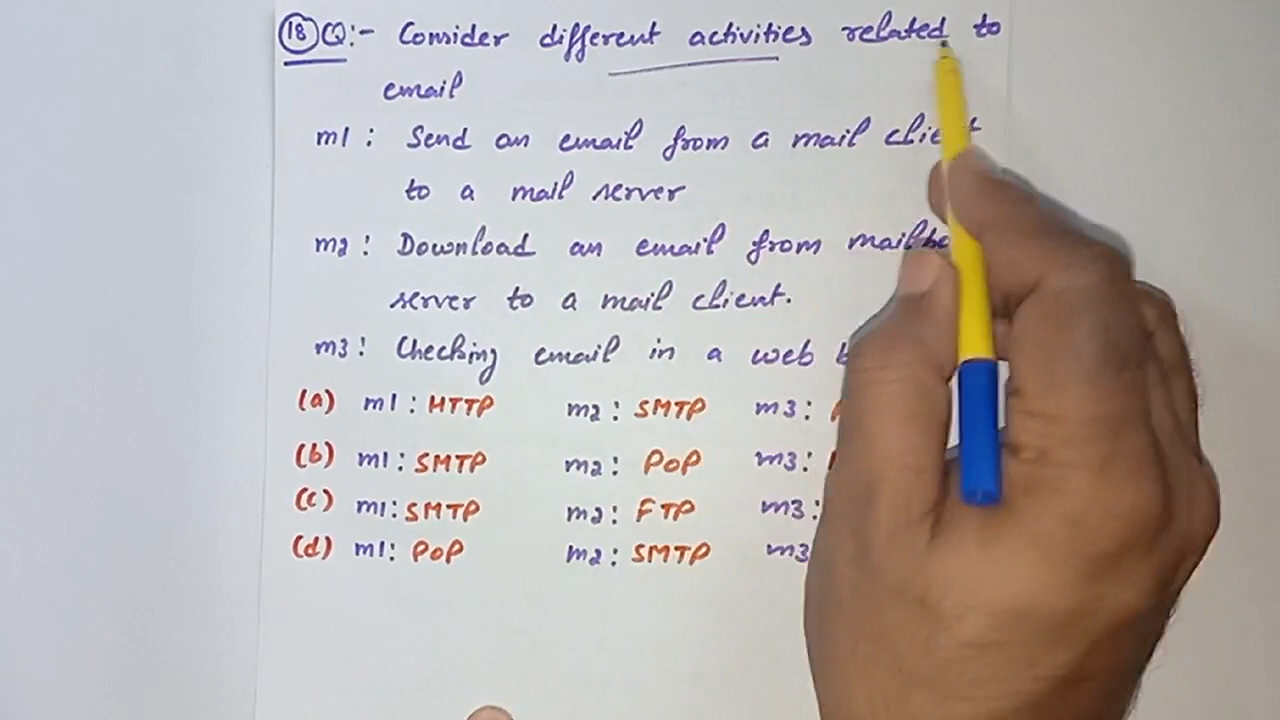 18 Q:- Consider different activities related to
email
m1 : Send an email from a mail client
to a mail server
m2 : Download an email from
server to a mail client.
m3 : Checking email in a web
(a) m1 : HTTP m2 : SMTP m3 :
(b) m1 : SMTP m2 : POP m3 :
(c) m1 : SMTP m2 : FTP m3 :
(d) m1 : POP m2 : SMTP m3